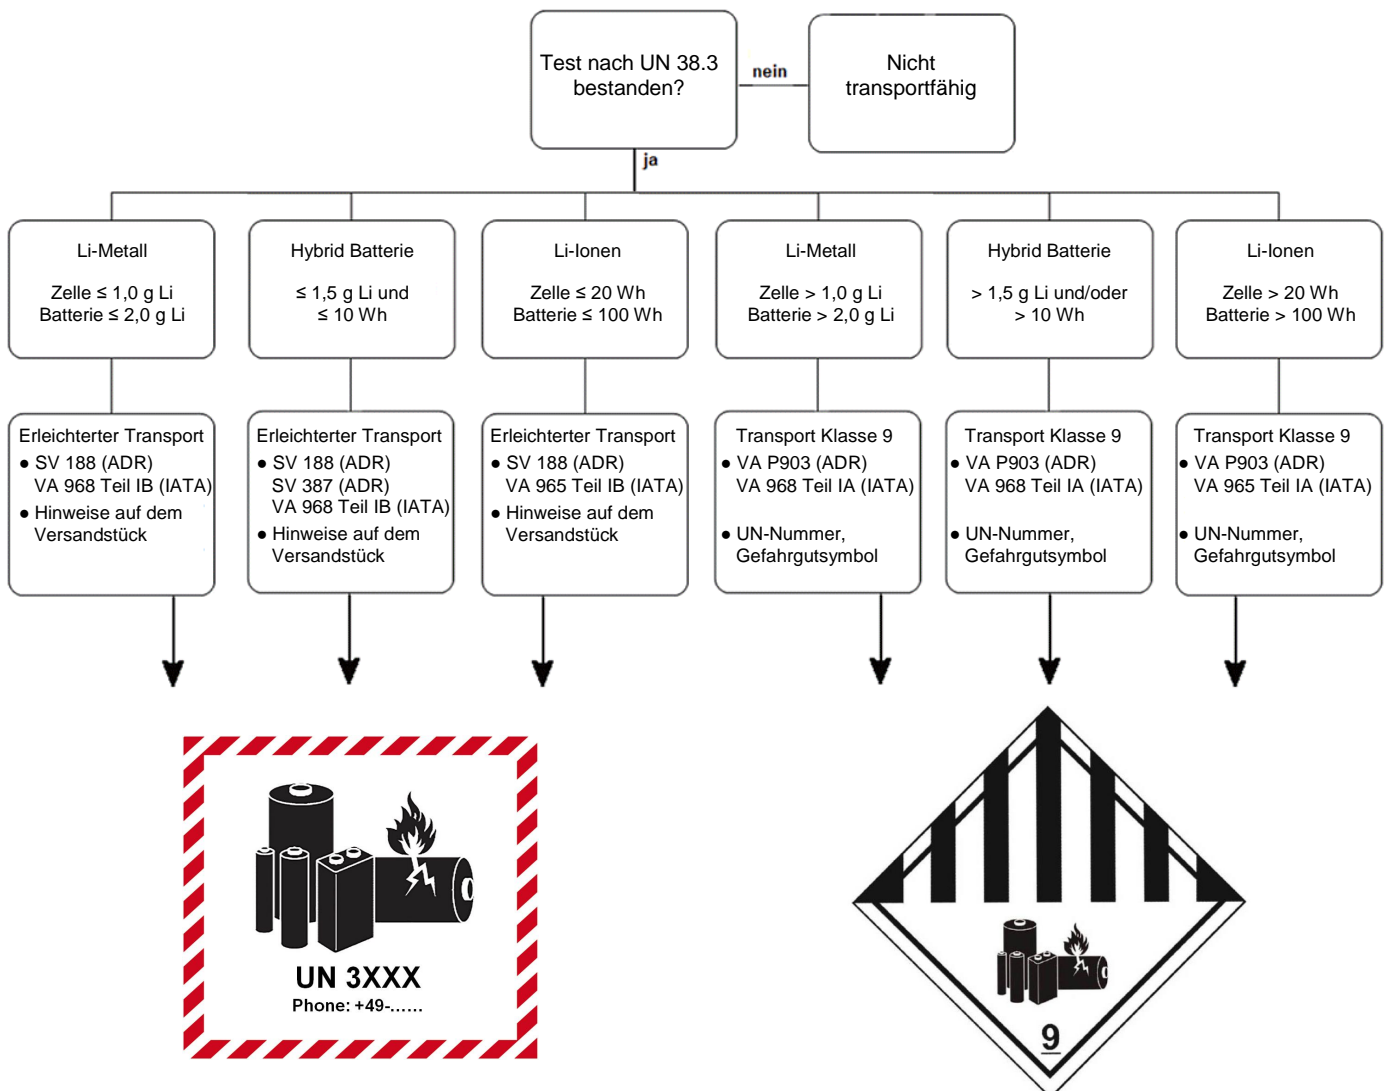 Test nach UN 38.3
bestanden?
nein
Nicht
transportfähig
ja
Li-Metall
Zelle ≤ 1,0 g Li
Batterie ≤ 2,0 g Li
Hybrid Batterie
≤ 1,5 g Li und
≤ 10 Wh
Li-Ionen
Zelle ≤ 20 Wh
Batterie ≤ 100 Wh
Li-Metall
Zelle > 1,0 g Li
Batterie > 2,0 g Li
Hybrid Batterie
> 1,5 g Li und/oder
> 10 Wh
Li-Ionen
Zelle > 20 Wh
Batterie > 100 Wh
Erleichterter Transport
● SV 188 (ADR)
VA 968 Teil IB (IATA)
● Hinweise auf dem
Versandstück
Erleichterter Transport
● SV 188 (ADR)
SV 387 (ADR)
VA 968 Teil IB (IATA)
● Hinweise auf dem
Versandstück
Erleichterter Transport
● SV 188 (ADR)
VA 965 Teil IB (IATA)
● Hinweise auf dem
Versandstück
Transport Klasse 9
● VA P903 (ADR)
VA 968 Teil IA (IATA)
● UN-Nummer,
Gefahrgutsymbol
Transport Klasse 9
● VA P903 (ADR)
VA 968 Teil IA (IATA)
● UN-Nummer,
Gefahrgutsymbol
Transport Klasse 9
● VA P903 (ADR)
VA 965 Teil IA (IATA)
● UN-Nummer,
Gefahrgutsymbol
UN 3XXX
Phone: +49-......
9